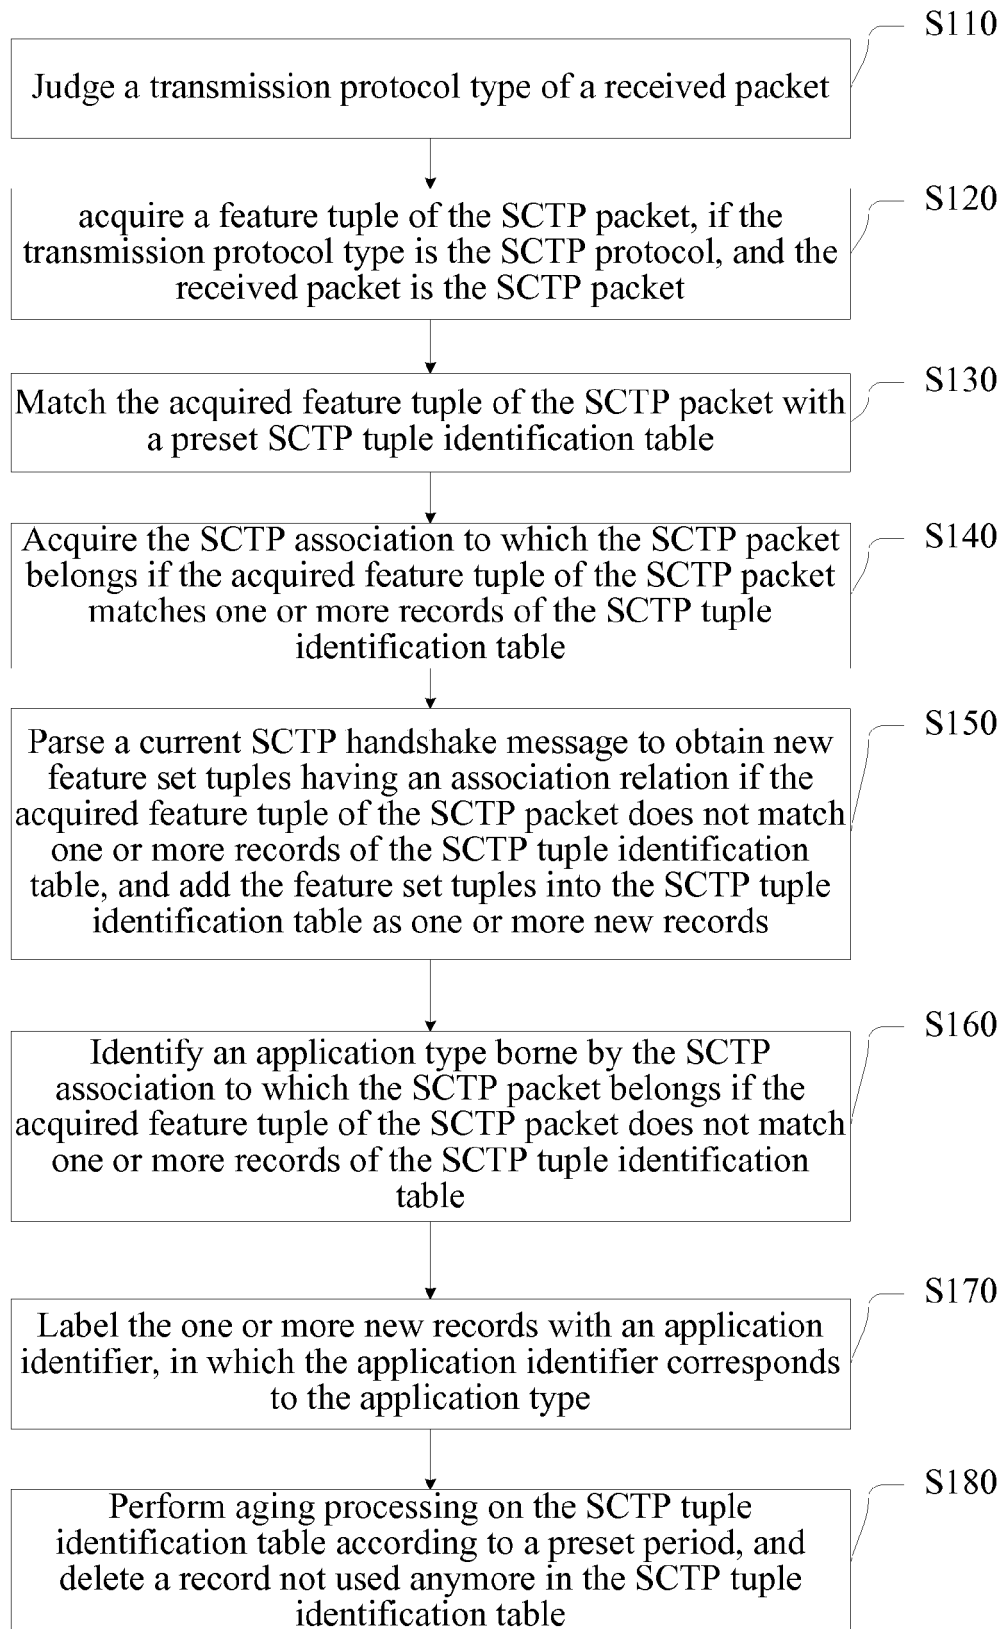 S110
Judge a transmission protocol type of a received packet
S120
acquire a feature tuple of the SCTP packet, if the
transmission protocol type is the SCTP protocol, and the
received packet is the SCTP packet
S130
Match the acquired feature tuple of the SCTP packet with
a preset SCTP tuple identification table
S140
Acquire the SCTP association to which the SCTP packet
belongs if the acquired feature tuple of the SCTP packet
matches one or more records of the SCTP tuple
identification table
S150
Parse a current SCTP handshake message to obtain new
feature set tuples having an association relation if the
acquired feature tuple of the SCTP packet does not match
one or more records of the SCTP tuple identification
table, and add the feature set tuples into the SCTP tuple
identification table as one or more new records
S160
Identify an application type borne by the SCTP
association to which the SCTP packet belongs if the
acquired feature tuple of the SCTP packet does not match
one or more records of the SCTP tuple identification
table
S170
Label the one or more new records with an application
identifier, in which the application identifier corresponds
to the application type
S180
Perform aging processing on the SCTP tuple
identification table according to a preset period, and
delete a record not used anymore in the SCTP tuple
identification table